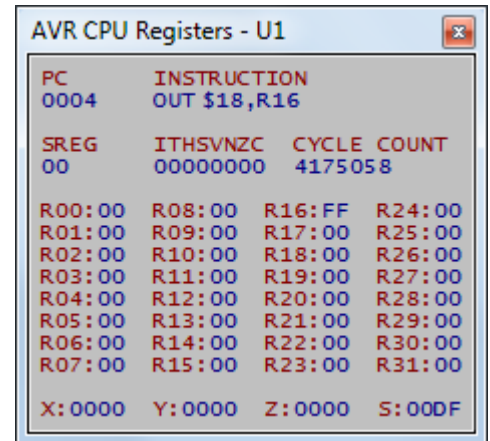 AVR CPU Registers - U1
PC INSTRUCTION
0004 OUT $18,R16
SREG ITHSVNZC CYCLE COUNT
00 00000000 4175058
R00:00 R08:00 R16:FF R24:00
R01:00 R09:00 R17:00 R25:00
R02:00 R10:00 R18:00 R26:00
R03:00 R11:00 R19:00 R27:00
R04:00 R12:00 R20:00 R28:00
R05:00 R13:00 R21:00 R29:00
R06:00 R14:00 R22:00 R30:00
R07:00 R15:00 R23:00 R31:00
X:0000 Y:0000 Z:0000 S:00DF